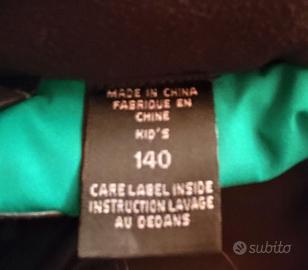 MADE IN CHINA
FABRIQUE EN
CHINE
KID'S
140
CARE LABEL INSIDE
INSTRUCTION LAVAGE
AU DEDANS
subito